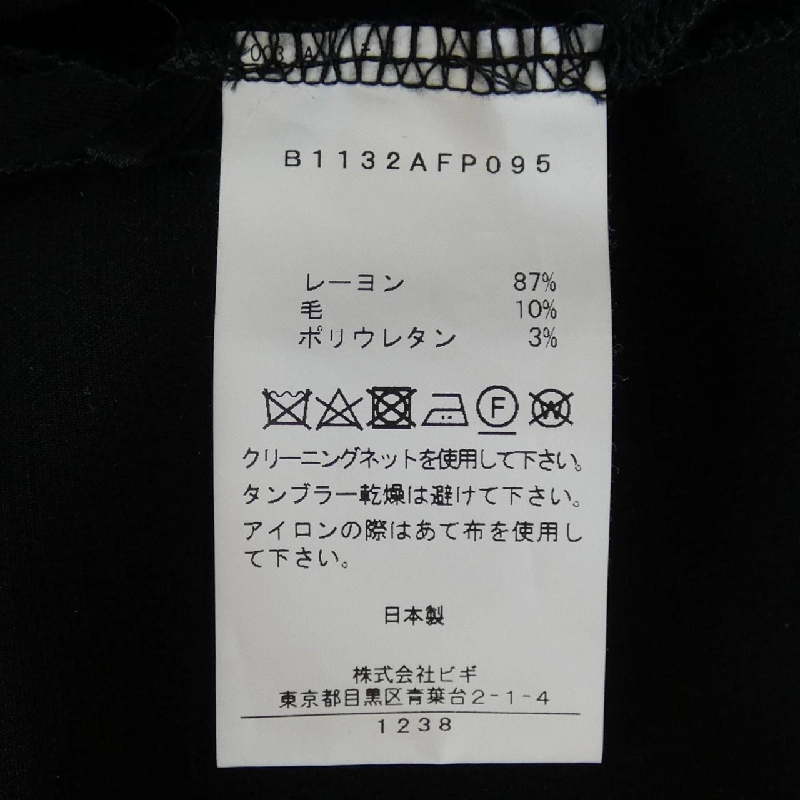 B1132AFP095
レーヨン 87%
毛 10%
ポリウレタン 3%
F W
クリーニングネットを使用して下さい。
タンブラー乾燥は避けて下さい。
アイロンの際はあて布を使用し
て下さい。
日本製
株式会社ビギ
東京都目黒区青葉台2-1-4
1238